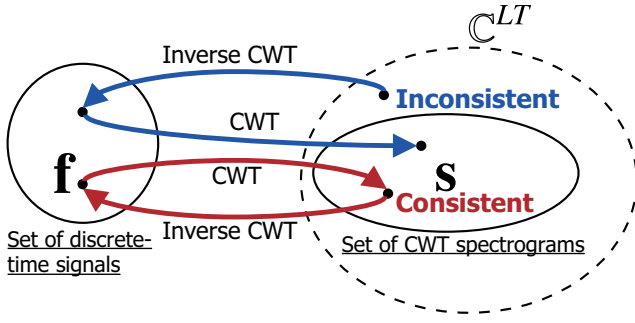 ℂ^{LT}
Inverse CWT
Inconsistent
CWT
f
CWT
s
Consistent
Inverse CWT
Set of discrete-
time signals
Set of CWT spectrograms